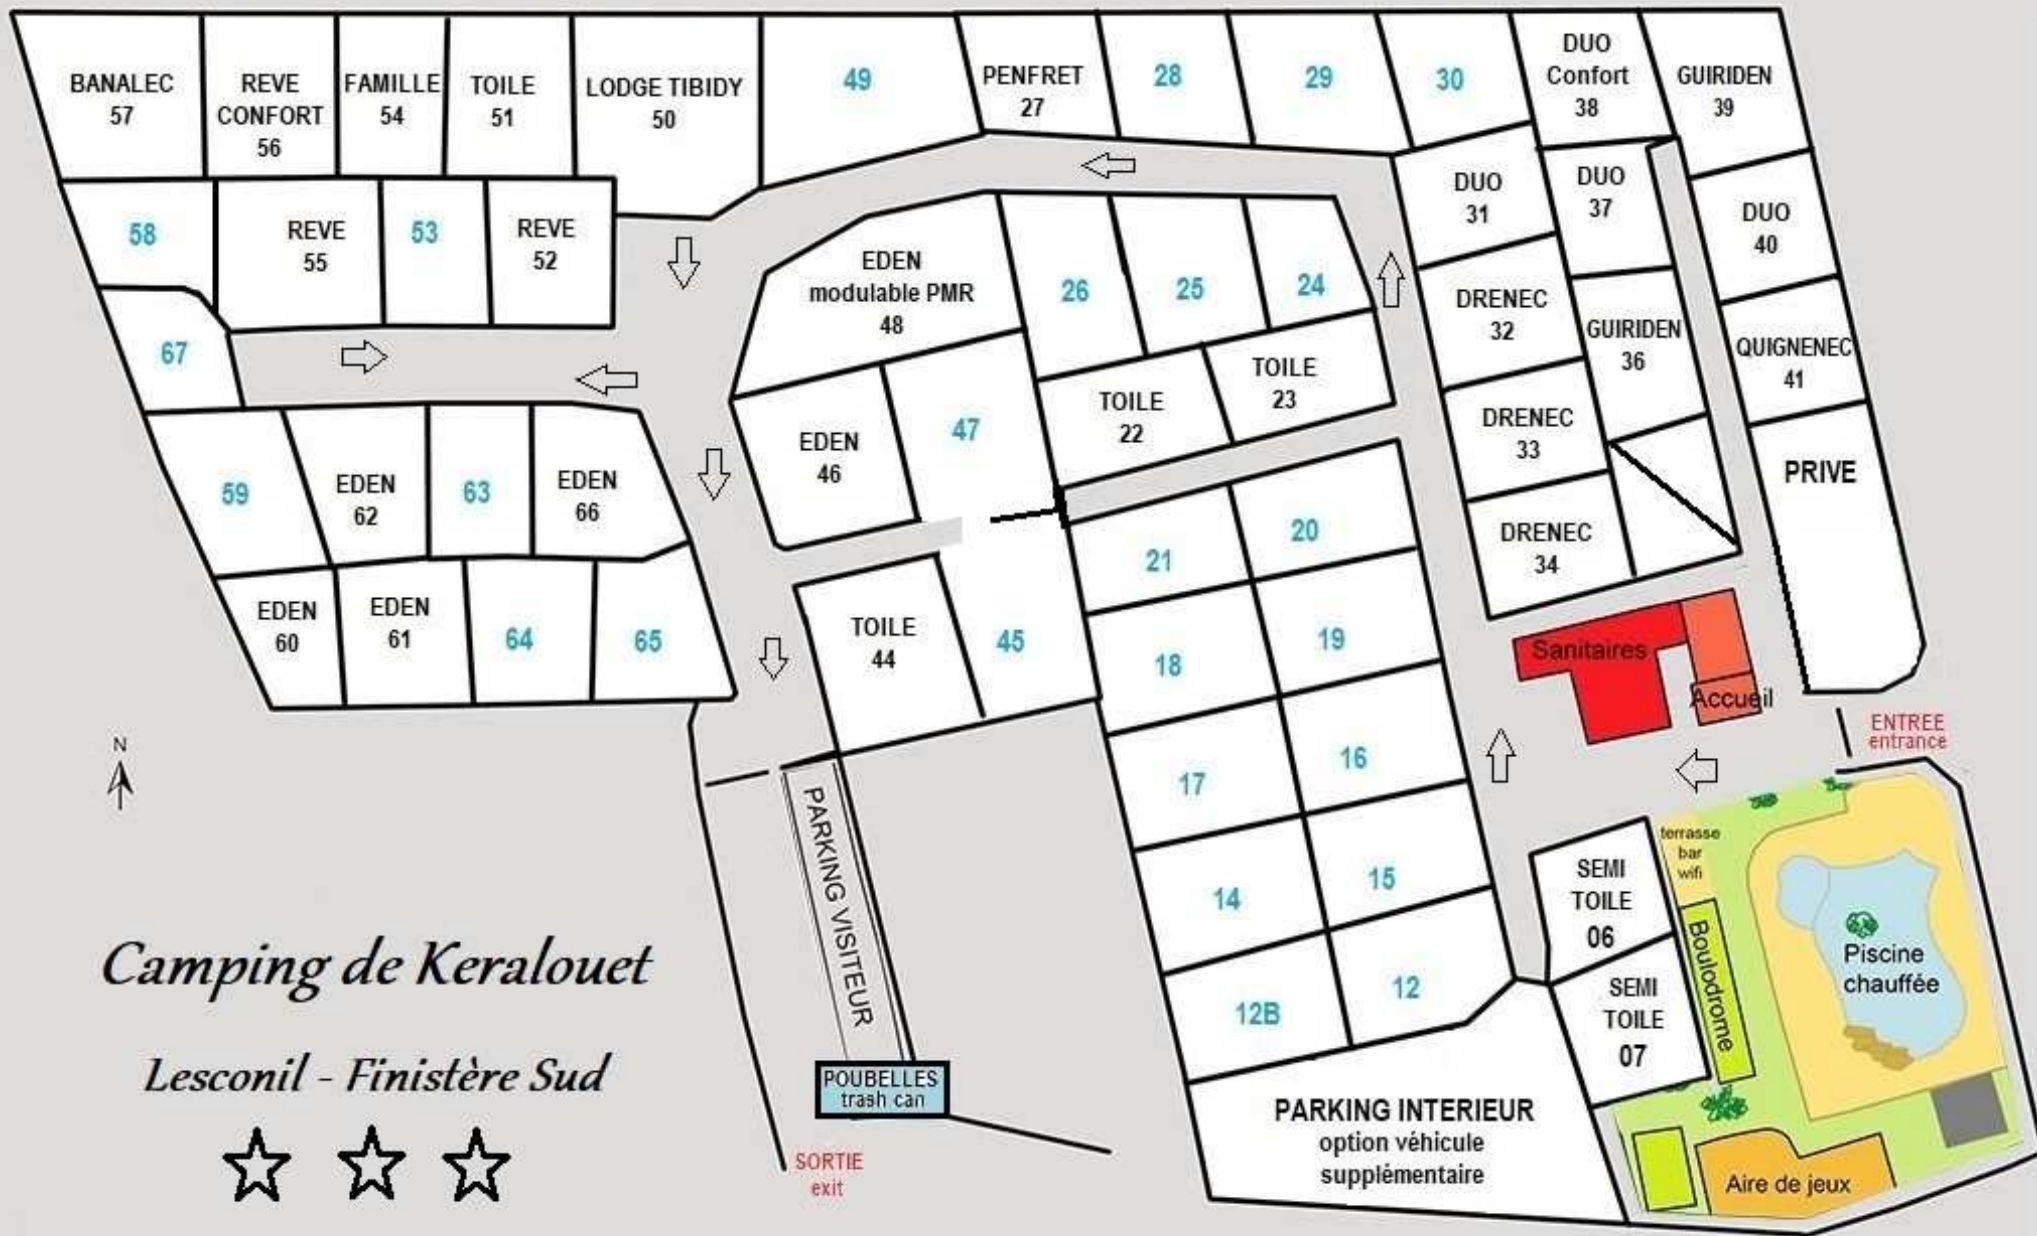 BANALEC
57
REVE
CONFORT
56
FAMILLE
54
TOILE
51
LODGE TIBIDY
50
49
PENFRET
27
28
29
30
DUO
Confort
38
GUIRIDEN
39
58
REVE
55
53
REVE
52
EDEN
modulable PMR
48
26
25
24
DUO
31
DUO
37
DUO
40
67
EDEN
46
47
TOILE
22
TOILE
23
DRENEC
32
GUIRIDEN
36
QUIGNENEC
41
59
EDEN
62
63
EDEN
66
DRENEC
33
PRIVE
21
20
DRENEC
34
EDEN
60
EDEN
61
64
65
TOILE
44
45
18
19
Sanitaires
Accueil
ENTREE
entrance
N
17
16
PARKING VISITEUR
14
15
SEMI
TOILE
06
terrasse
bar
wifi
Boulodrome
Piscine
chauffée
Camping de Keralouet
12B
12
SEMI
TOILE
07
Lesconil - Finistère Sud
POUBELLES
trash can
PARKING INTERIEUR
option véhicule
supplémentaire
SORTIE
exit
Aire de jeux